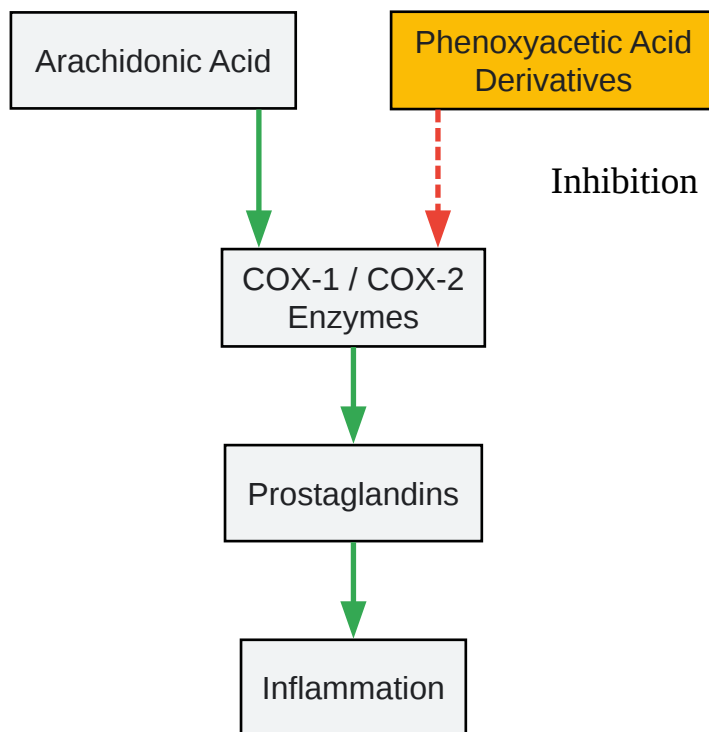 Arachidonic Acid
Phenoxyacetic Acid
Derivatives
Inhibition
COX-1 / COX-2
Enzymes
Prostaglandins
Inflammation